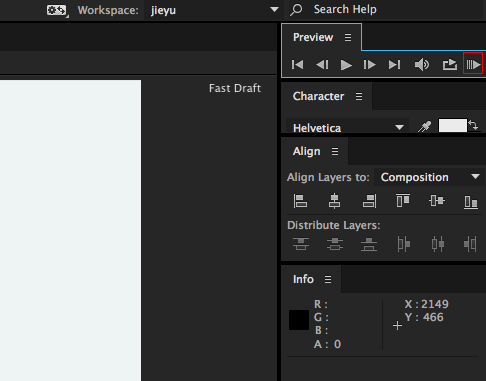 Workspace: jieyu Search Help
Preview
Fast Draft
Character
Helvetica
Align
Align Layers to: Composition
Distribute Layers:
Info
R : X : 2149
G : Y : 466
B :
A : 0